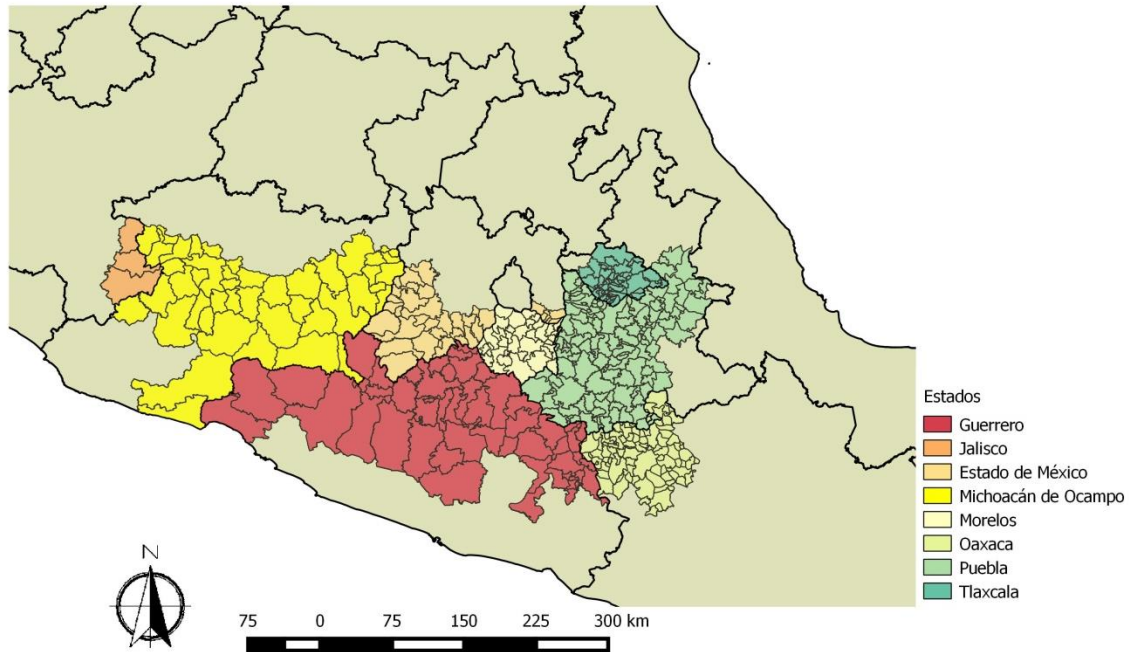 Estados
Guerrero
Jalisco
Estado de México
Michoacán de Ocampo
Morelos
Oaxaca
Puebla
Tlaxcala
N
75 0 75 150 225 300 km